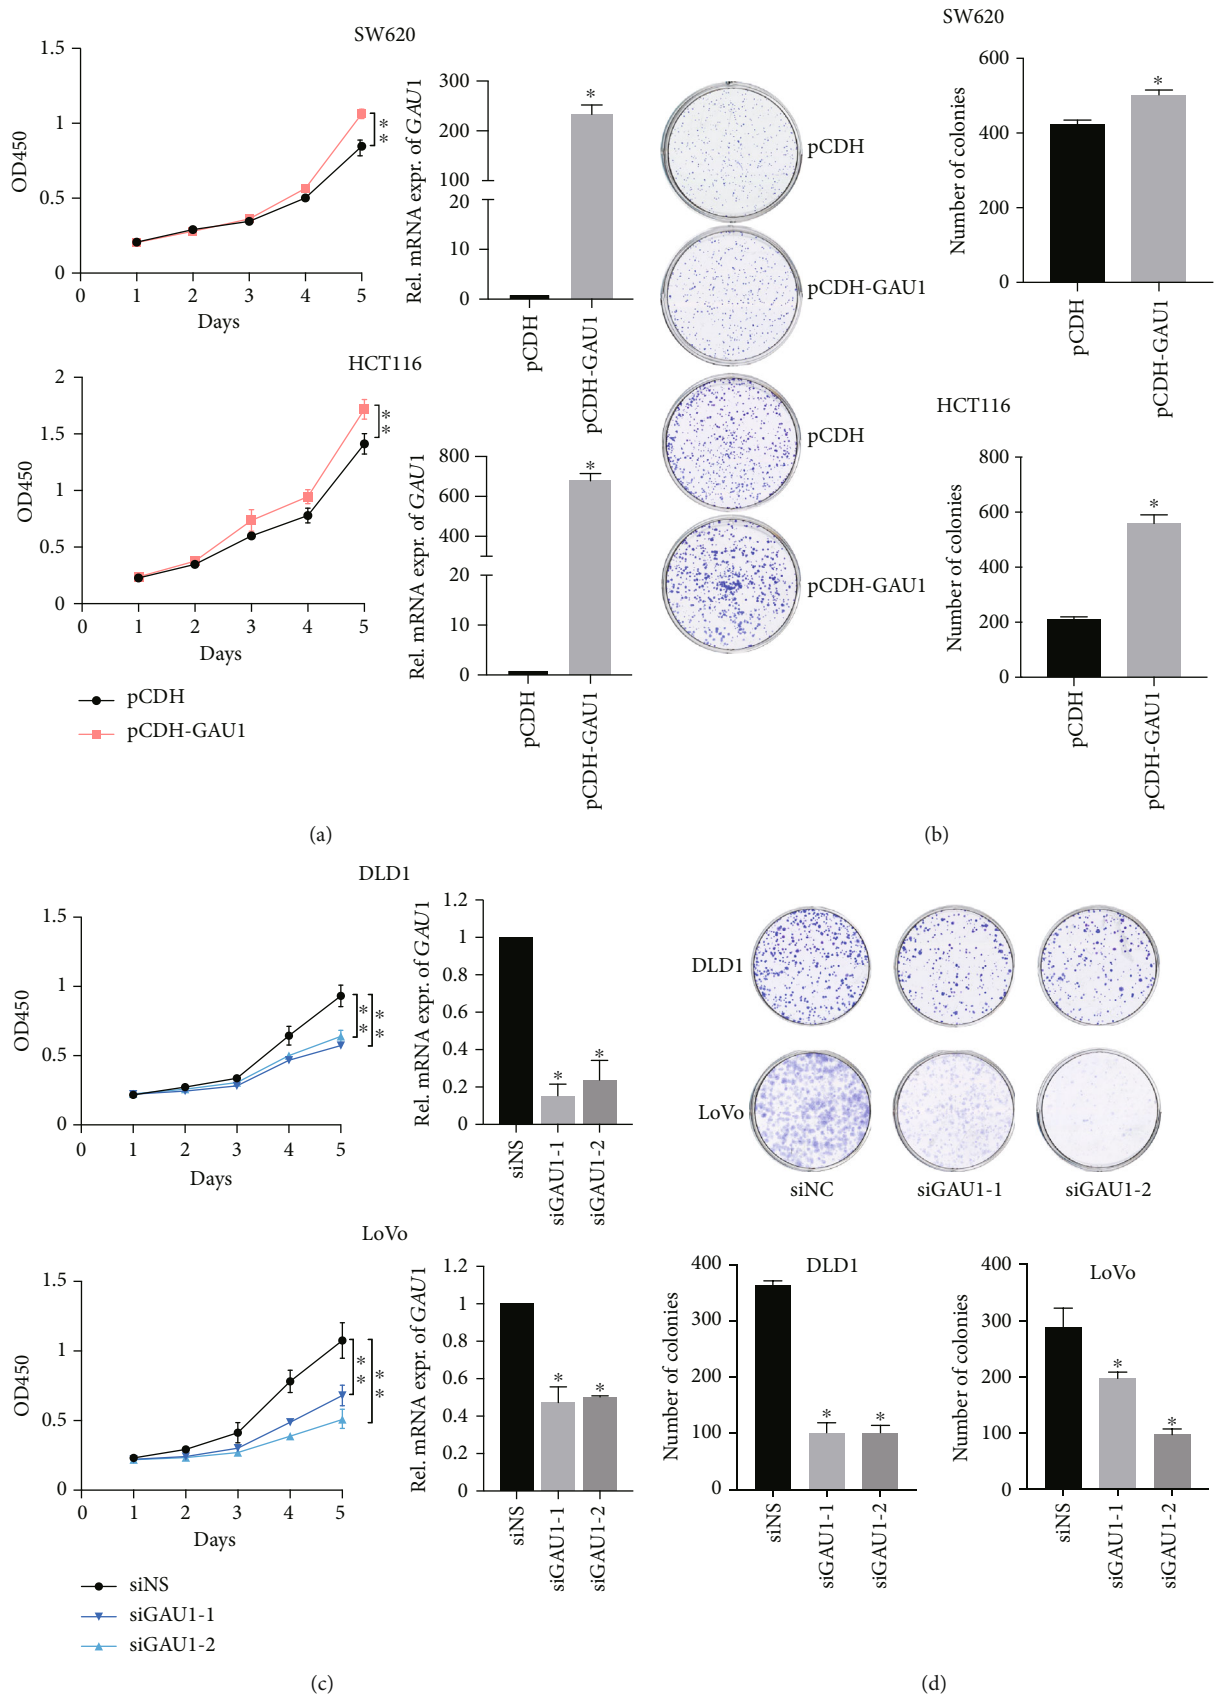 SW620
1.5
1
0.5
0
OD450
0 1 2 3 4 5
Days
**
300
200
100
20
10
0
Rel. mRNA expr. of GAU1
*
pCDH
pCDH-GAU1
HCT116
2
1.5
1
0.5
0
OD450
0 1 2 3 4 5
Days
**
800
600
400
20
10
0
Rel. mRNA expr. of GAU1
*
pCDH
pCDH-GAU1
pCDH
pCDH-GAU1
(a)
SW620
pCDH
pCDH-GAU1
pCDH
pCDH-GAU1
600
400
200
0
Number of colonies
*
pCDH
pCDH-GAU1
HCT116
800
600
400
200
0
Number of colonies
*
pCDH
pCDH-GAU1
(b)
DLD1
1.5
1
0.5
0
OD450
0 1 2 3 4 5
Days
** **
1.2
1
0.8
0.6
0.4
0.2
0
Rel. mRNA expr. of GAU1
* *
siNS
siGAU1-1
siGAU1-2
LoVo
1.5
1
0.5
0
OD450
0 1 2 3 4 5
Days
** **
1.2
1
0.8
0.6
0.4
0.2
0
Rel. mRNA expr. of GAU1
* *
siNS
siGAU1-1
siGAU1-2
siNS
siGAU1-1
siGAU1-2
(c)
DLD1
LoVo
siNC siGAU1-1 siGAU1-2
DLD1
400
300
200
100
0
Number of colonies
* *
siNS
siGAU1-1
siGAU1-2
LoVo
400
300
200
100
0
Number of colonies
* *
siNS
siGAU1-1
siGAU1-2
(d)